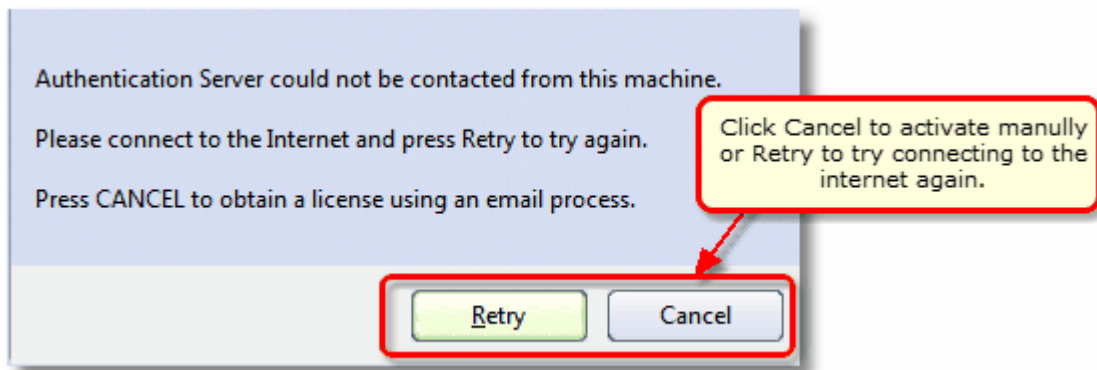 Authentication Server could not be contacted from this machine.
Please connect to the Internet and press Retry to try again.
Press CANCEL to obtain a license using an email process.
Click Cancel to activate manully
or Retry to try connecting to the
internet again.
Retry
Cancel